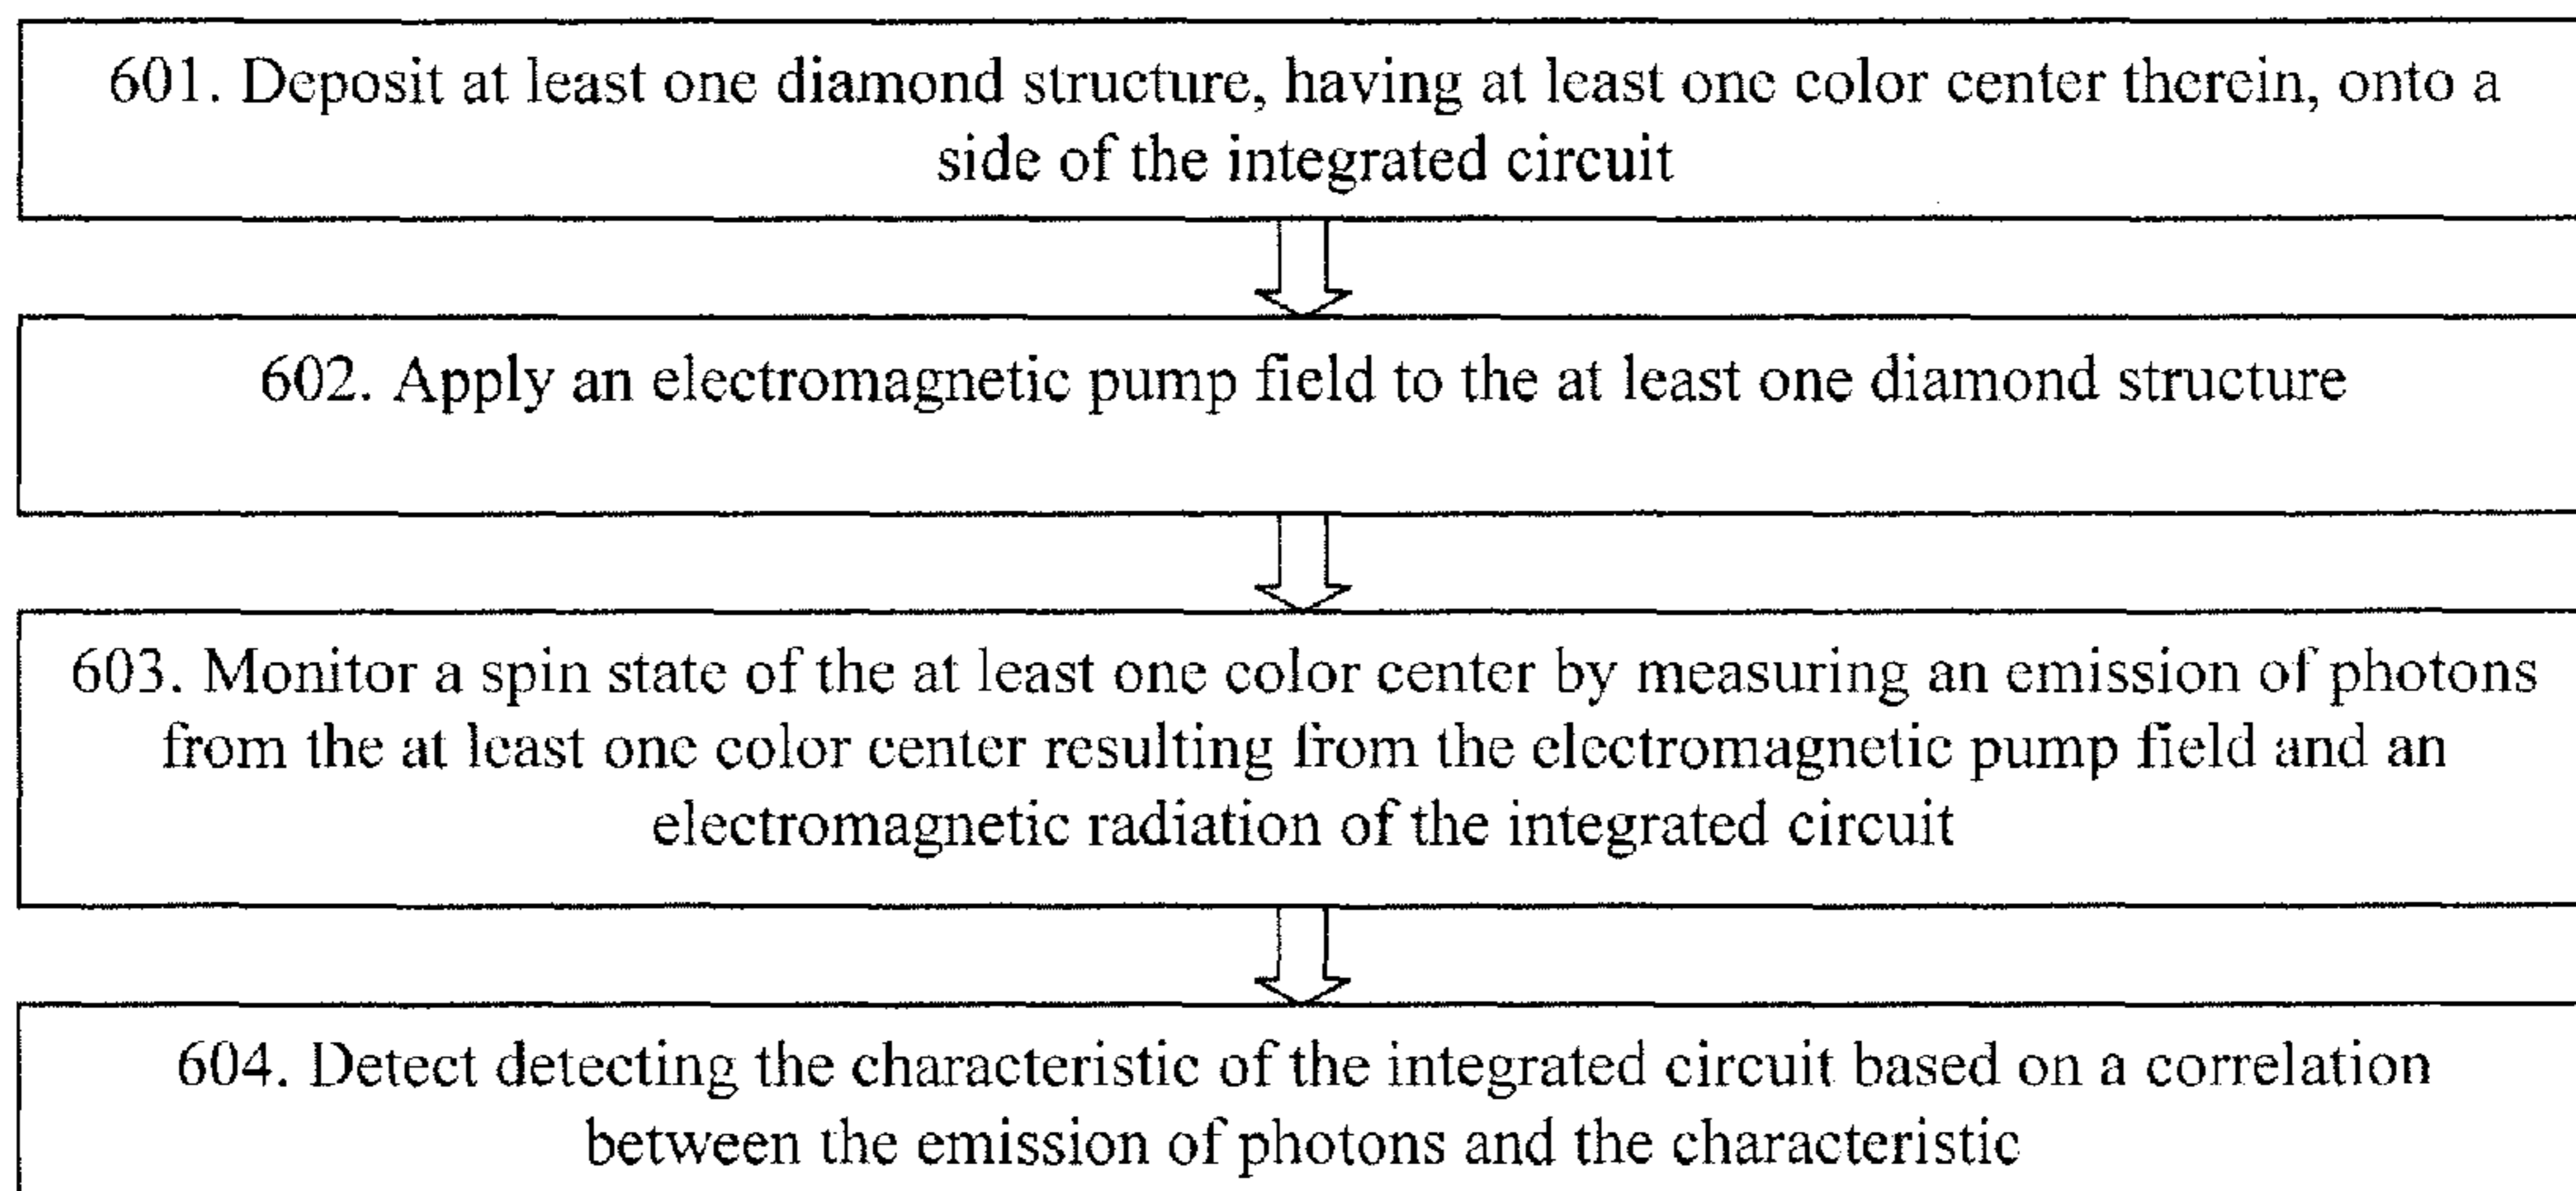 601. Deposit at least one diamond structure, having at least one color center therein, onto a
side of the integrated circuit
602. Apply an electromagnetic pump field to the at least one diamond structure
603. Monitor a spin state of the at least one color center by measuring an emission of photons
from the at least one color center resulting from the electromagnetic pump field and an
electromagnetic radiation of the integrated circuit
604. Detect detecting the characteristic of the integrated circuit based on a correlation
between the emission of photons and the characteristic